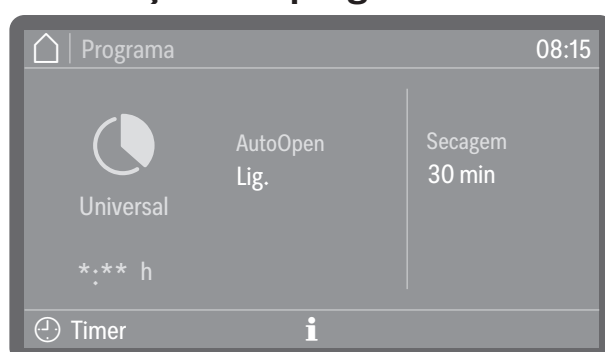 Programa 08:15
AutoOpen
Lig.
Secagem
30 min
Universal
*:** h
Timer i